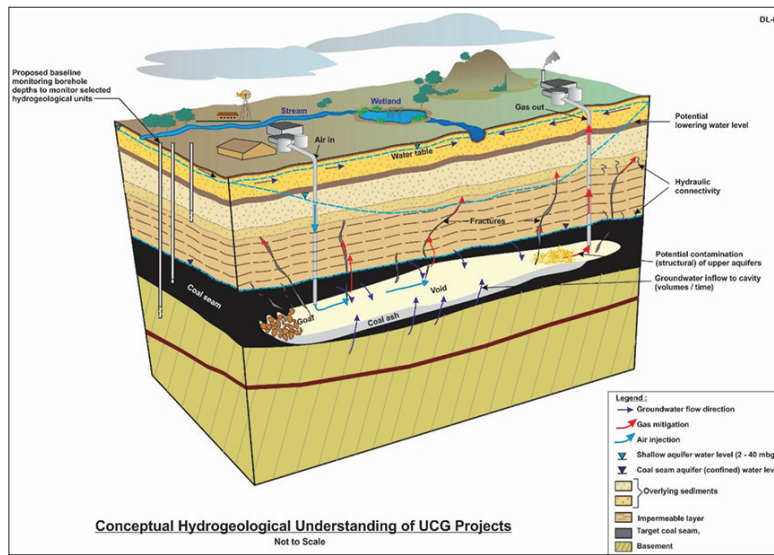 DL-
Proposed baseline
monitoring borehole
depths to monitor selected
hydrogeological units
Stream
Wetland
Gas out
Air in
Potential
lowering water level
Water table
Hydraulic
connectivity
Fractures
Potential contamination
(structural) of upper aquifers
Groundwater inflow to cavity
(volumes / time)
Coal seam
Void
Goaf
Coal ash
Legend :
Groundwater flow direction
Gas mitigation
Air injection
Shallow aquifer water level (2 - 40 mbg
Coal seam aquifer (confined) water lev
Overlying sediments
Impermeable layer
Target coal seam,
Basement
Conceptual Hydrogeological Understanding of UCG Projects
Not to Scale